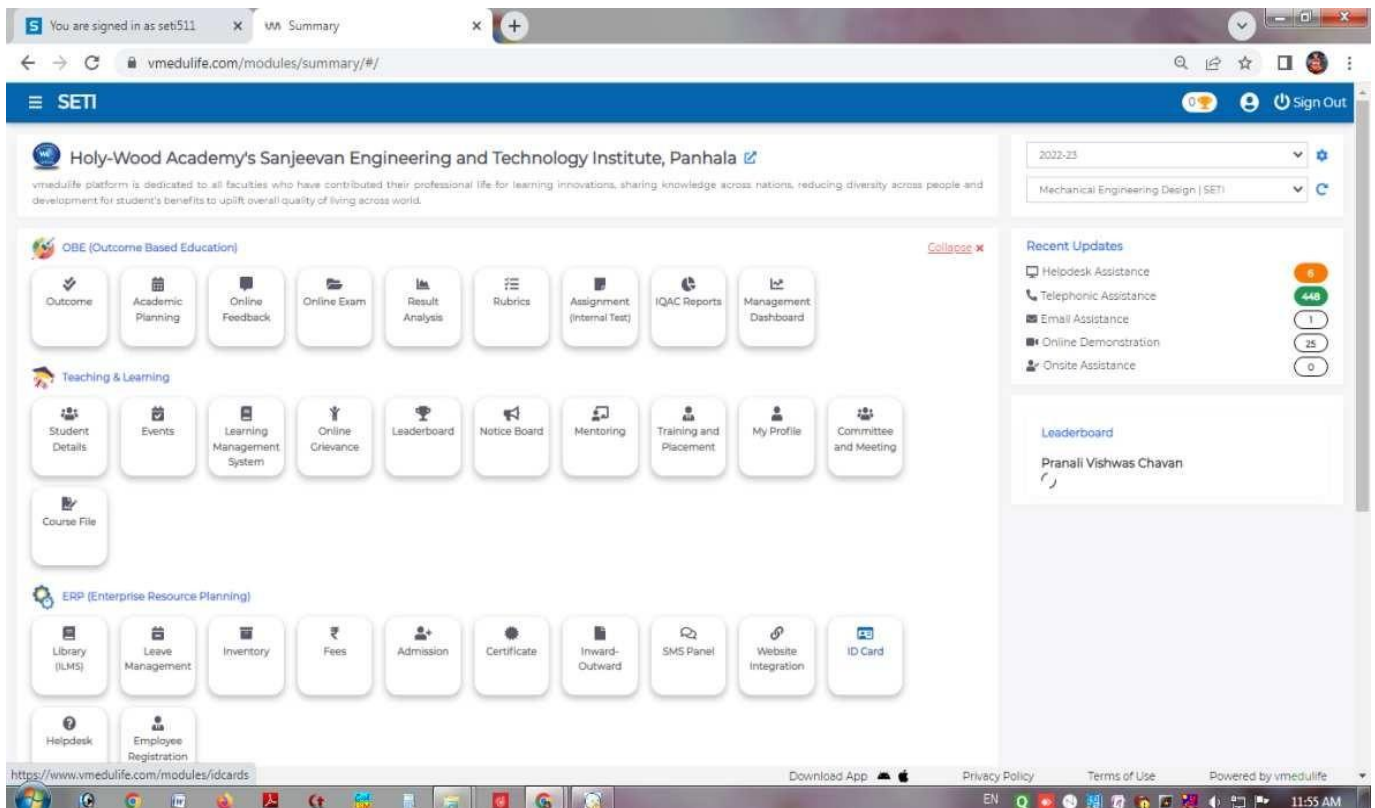 You are signed in as seti511
Summary
vmedulife.com/modules/summary/#/
SETI
0
Sign Out
Holy-Wood Academy's Sanjeevan Engineering and Technology Institute, Panhala
vmedulife platform is dedicated to all faculties who have contributed their professional life for learning innovations, sharing knowledge across nations, reducing diversity across people and
development for student's benefits to uplift overall quality of living across world.
2022-23
Mechanical Engineering Design | SETI
OBE (Outcome Based Education)
Collapse ×
Outcome
Academic
Planning
Online
Feedback
Online Exam
Result
Analysis
Rubrics
Assignment
(Internal Test)
IQAC Reports
Management
Dashboard
Teaching & Learning
Student
Details
Events
Learning
Management
System
Online
Grievance
Leaderboard
Notice Board
Mentoring
Training and
Placement
My Profile
Committee
and Meeting
Course File
ERP (Enterprise Resource Planning)
Library
(ILMS)
Leave
Management
Inventory
Fees
Admission
Certificate
Inward-
Outward
SMS Panel
Website
Integration
ID Card
Helpdesk
Employee
Registration
Recent Updates
Helpdesk Assistance 6
Telephonic Assistance 448
Email Assistance 1
Online Demonstration 25
Onsite Assistance 0
Leaderboard
Pranali Vishwas Chavan
https://www.vmedulife.com/modules/idcards
Download App
Privacy Policy
Terms of Use
Powered by vmedulife
EN
11:55 AM